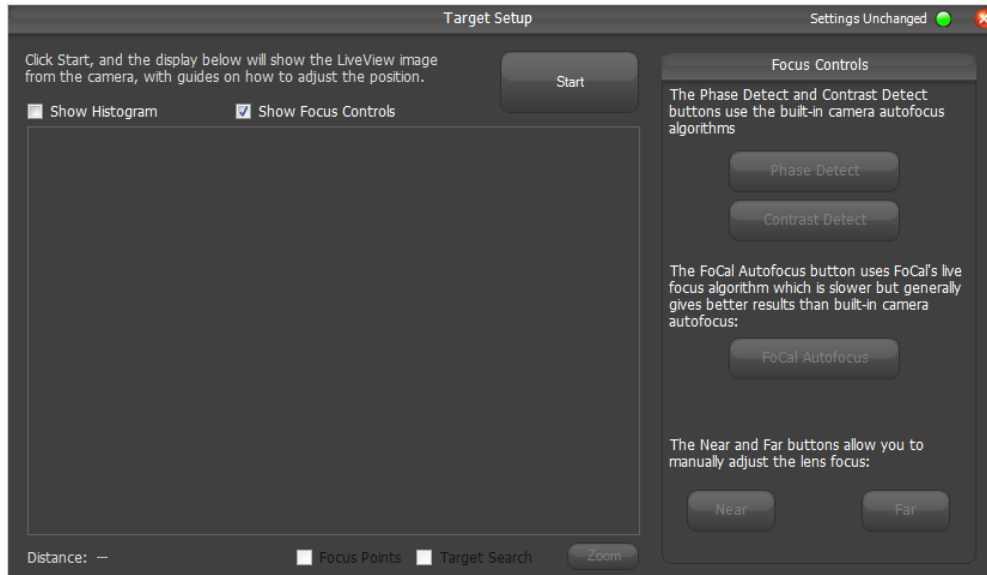 Target Setup
Settings Unchanged
Click Start, and the display below will show the LiveView image
from the camera, with guides on how to adjust the position.
Start
Show Histogram
Show Focus Controls
Focus Controls
The Phase Detect and Contrast Detect
buttons use the built-in camera autofocus
algorithms
Phase Detect
Contrast Detect
The FoCal Autofocus button uses FoCal's live
focus algorithm which is slower but generally
gives better results than built-in camera
autofocus:
FoCal Autofocus
The Near and Far buttons allow you to
manually adjust the lens focus:
Near
Far
Distance: ---
Focus Points
Target Search
Zoom